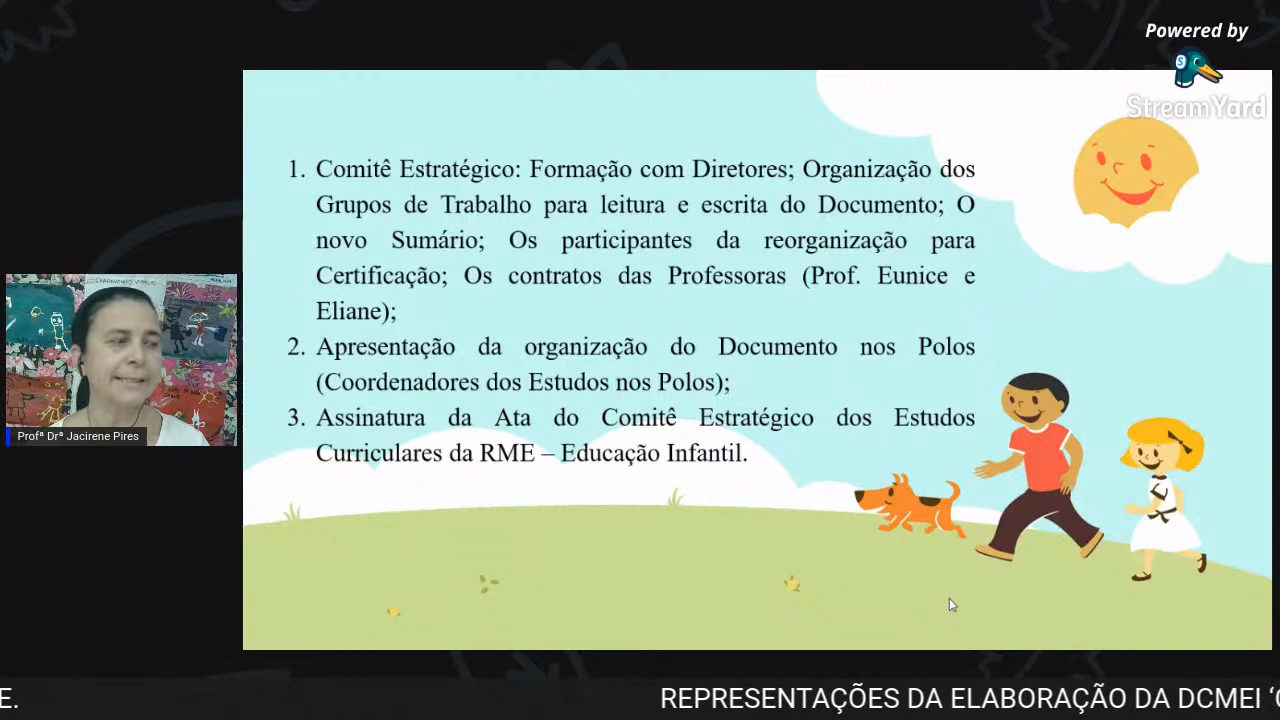 Powered by
StreamYard
1. Comitê Estratégico: Formação com Diretores; Organização dos
Grupos de Trabalho para leitura e escrita do Documento; O
novo Sumário; Os participantes da reorganização para
Certificação; Os contratos das Professoras (Prof. Eunice e
Eliane);
2. Apresentação da organização do Documento nos Polos
(Coordenadores dos Estudos nos Polos);
3. Assinatura da Ata do Comitê Estratégico dos Estudos
Curriculares da RME – Educação Infantil.
Profª Drª Jacirene Pires
E. REPRESENTAÇÕES DA ELABORAÇÃO DA DCMEI ‘